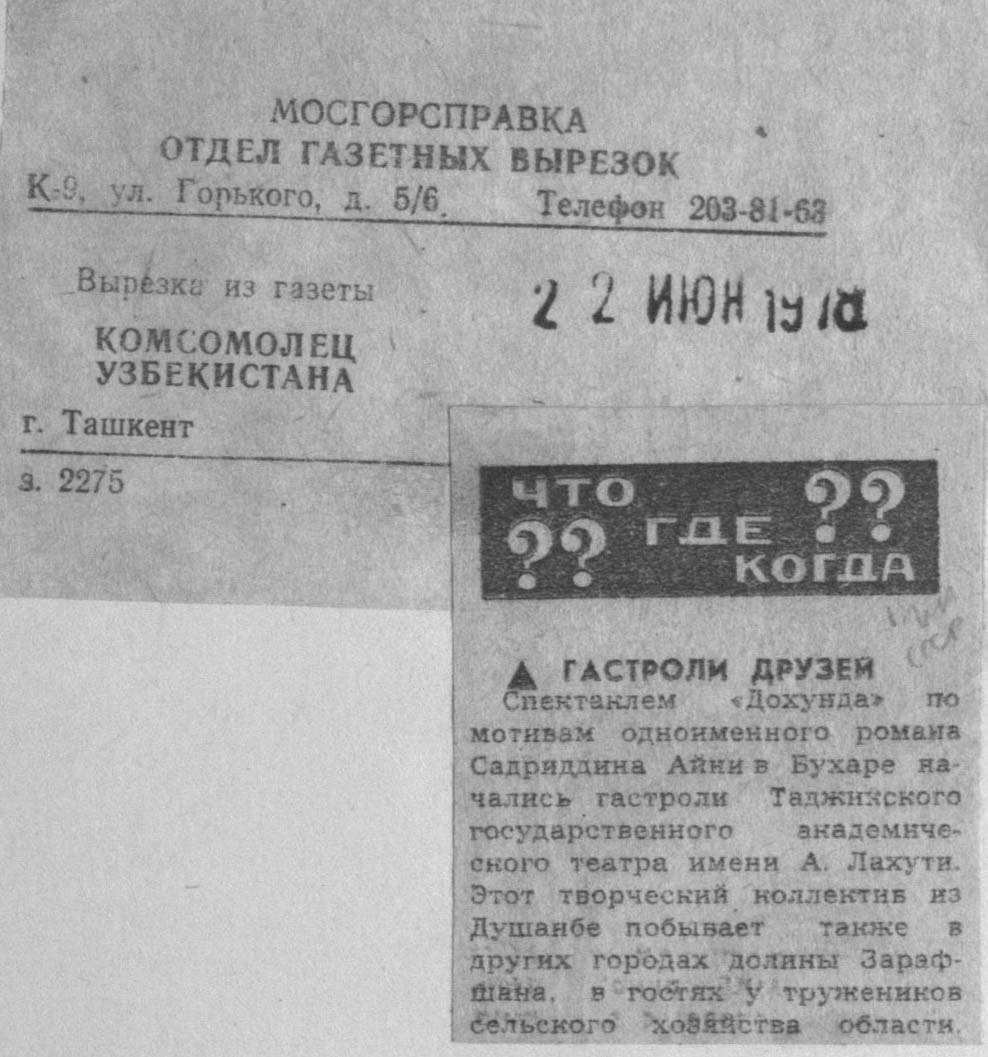 МОСГОРСПРАВКА
ОТДЕЛ ГАЗЕТНЫХ ВЫРЕЗОК
К-9, ул. Горького, д. 5/6. Телефон 203-81-63
Вырезка из газеты
22 ИЮН
КОМСОМОЛЕЦ
УЗБЕКИСТАНА
г. Ташкент
з. 2275
ЧТО ??
?? ГДЕ
КОГДА
▲ ГАСТРОЛИ ДРУЗЕЙ
Спектаклем «Дохунда» по
мотивам одноименного романа
Садриддина Айни в Бухаре на-
чались гастроли Таджикского
государственного академиче-
ского театра имени А. Лахути.
Этот творческий коллектив из
Душанбе побывает также в
других городах долины Зараф-
шана, в гостях у тружеников
сельского хозяйства области.